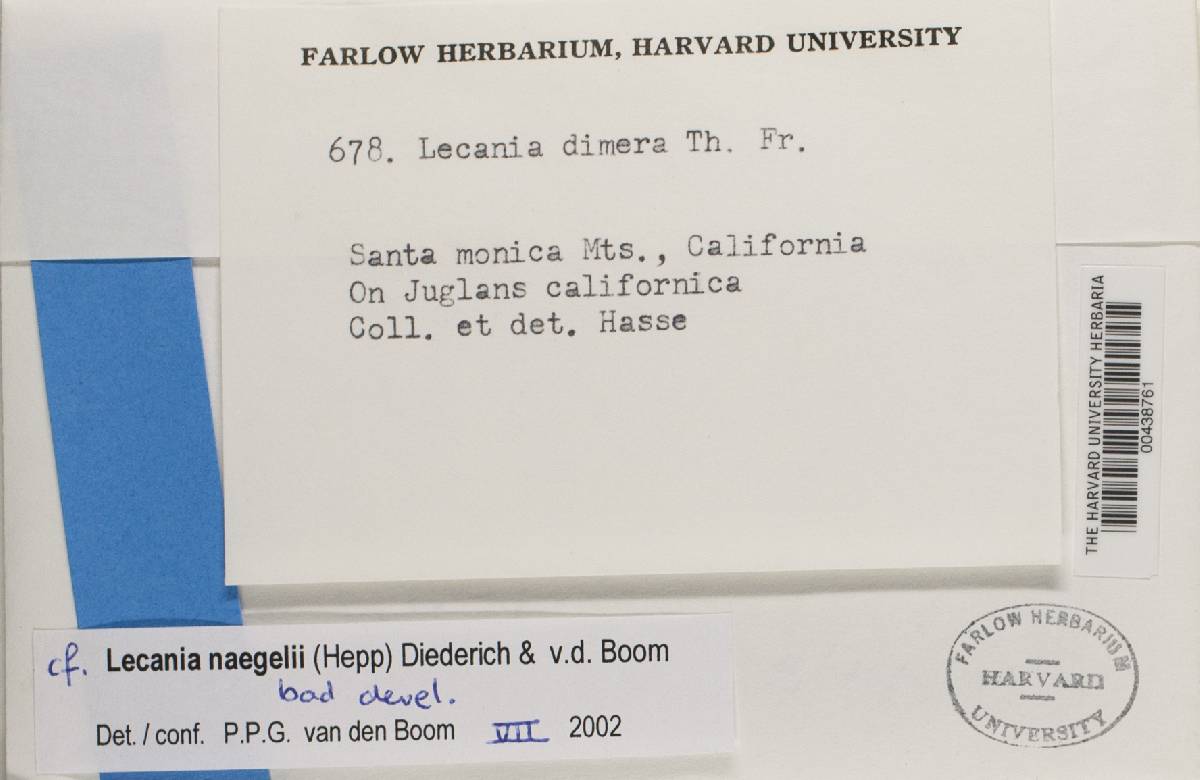 FARLOW HERBARIUM, HARVARD UNIVERSITY
678. Lecania dimera Th. Fr.
Santa monica Mts., California
On Juglans californica
Coll. et det. Hasse
THE HARVARD UNIVERSITY HERBARIA
00438761
cf. Lecania naegelii (Hepp) Diederich & v.d. Boom
bad devel.
Det. / conf. P.P.G. van den Boom VII 2002
FARLOW HERBARIUM
HARVARD
UNIVERSITY